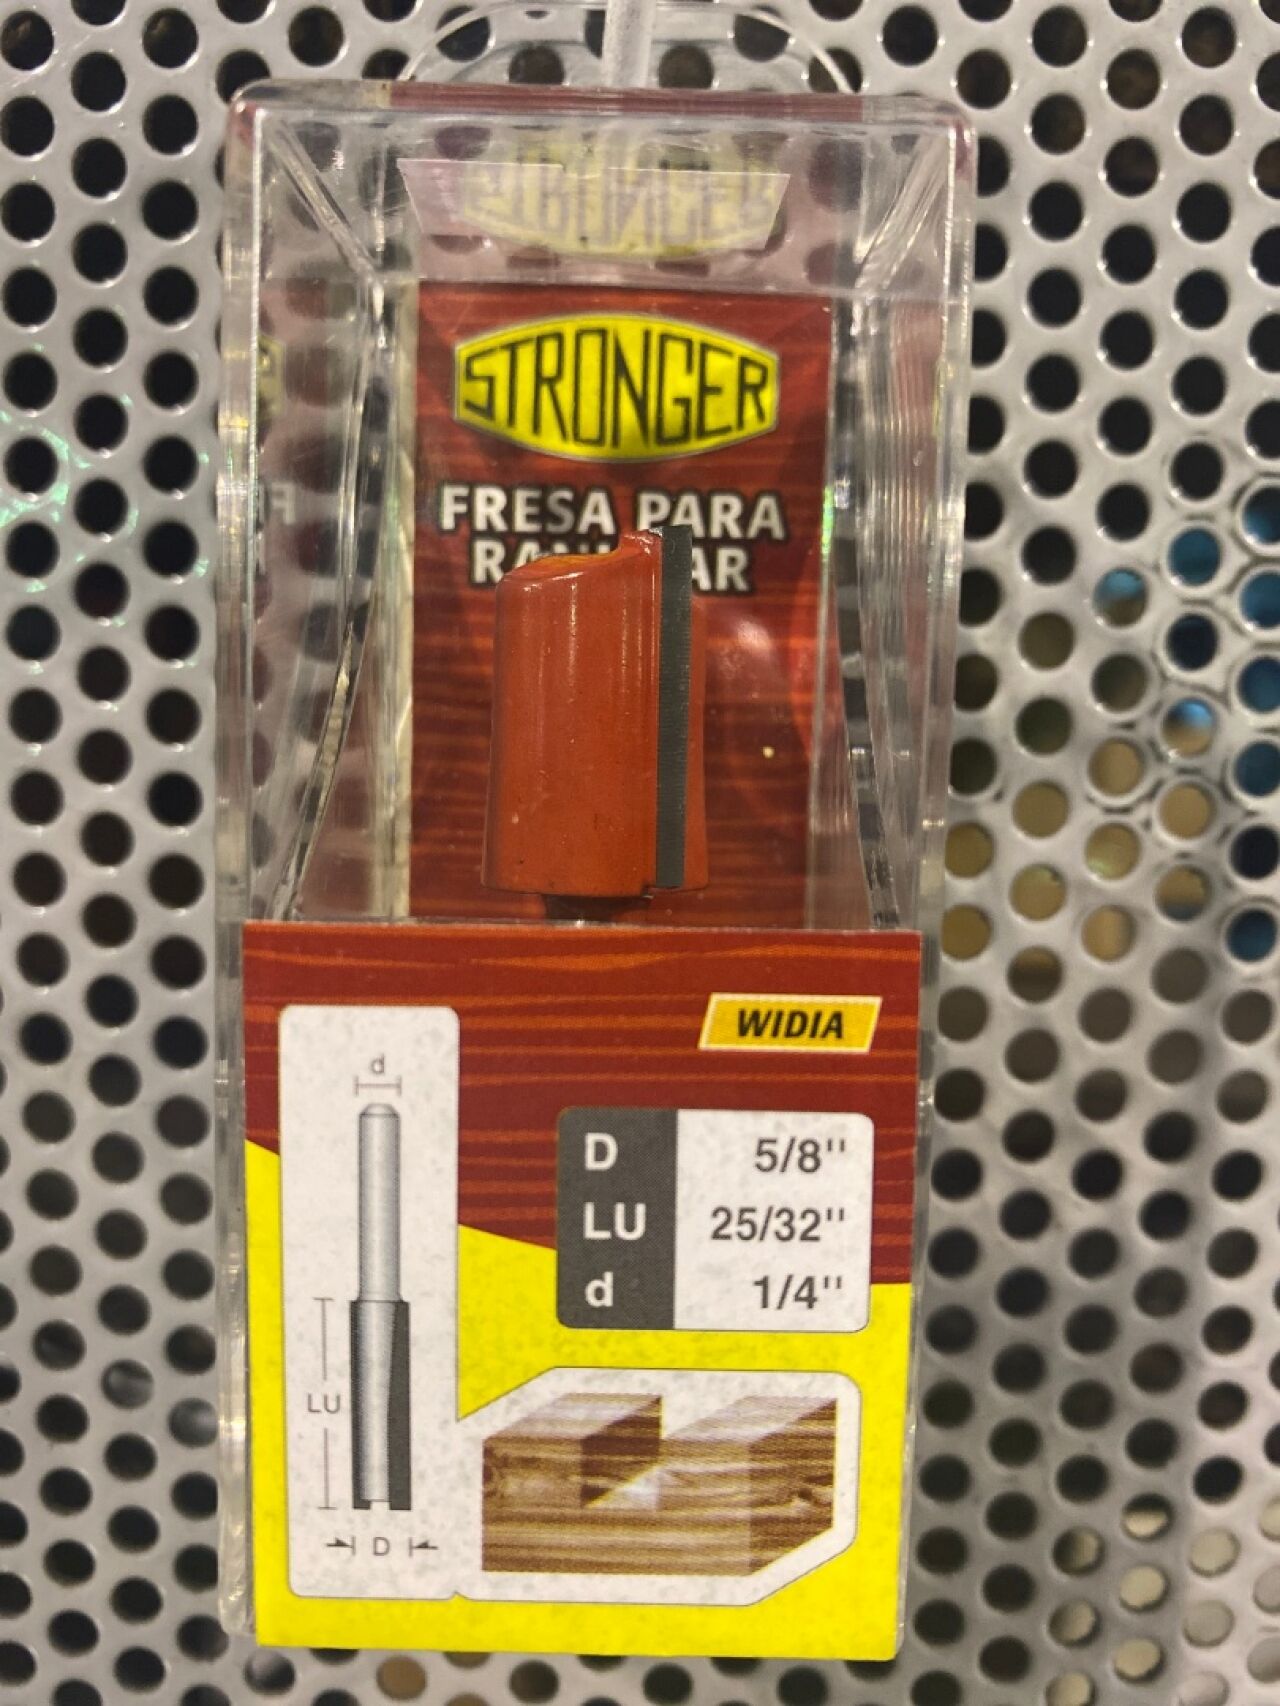 STRONGER
FRESA PARA
WIDIA
d
D 5/8"
LU 25/32"
d 1/4"
LU
D